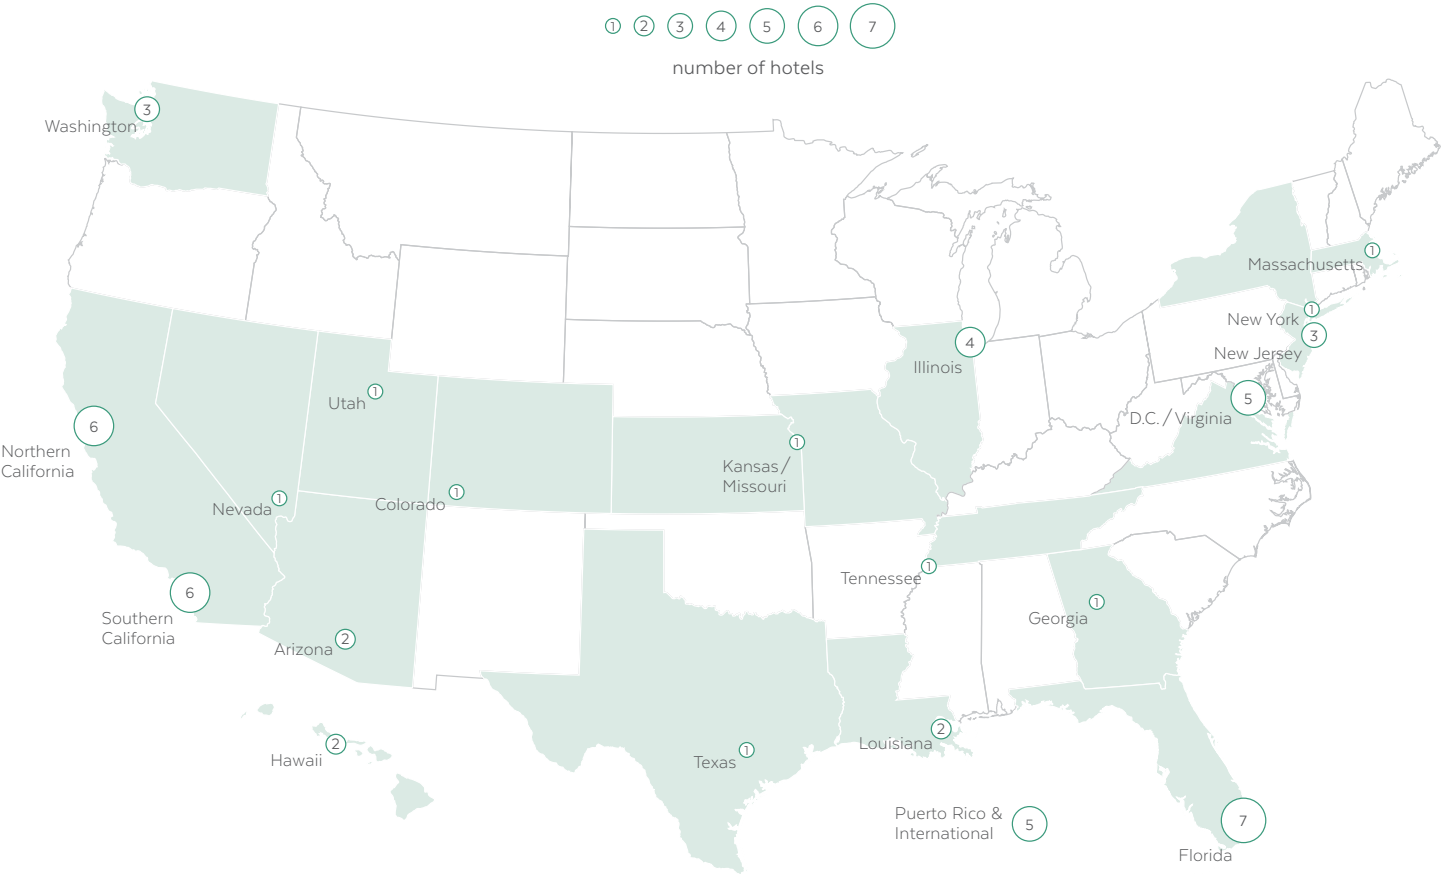 1 2 3 4 5 6 7
number of hotels
3
Washington
1
Massachusetts
1
New York
3
New Jersey
4
Illinois
1
Utah
5
D.C. / Virginia
6
Northern
California
1
Kansas /
Missouri
1
Nevada
1
Colorado
1
Tennessee
6
Southern
California
1
Georgia
2
Arizona
2
Hawaii
2
Louisiana
1
Texas
Puerto Rico &
International
5
7
Florida